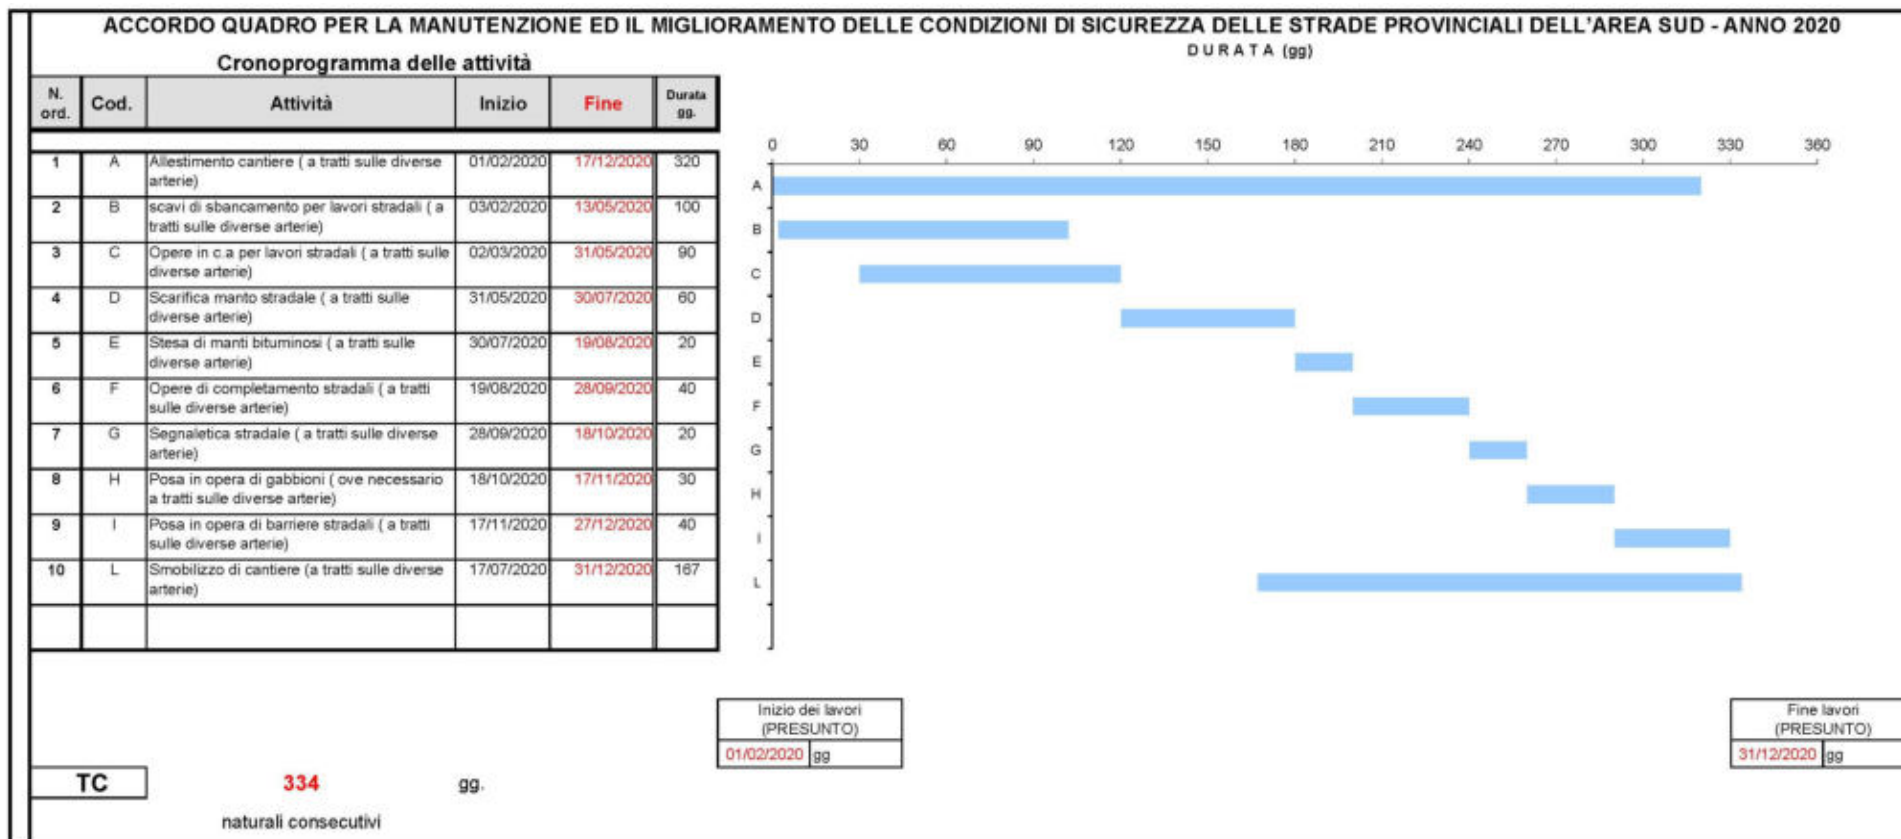 ACCORDO QUADRO PER LA MANUTENZIONE ED IL MIGLIORAMENTO DELLE CONDIZIONI DI SICUREZZA DELLE STRADE PROVINCIALI DELL'AREA SUD - ANNO 2020
DURATA (gg)
Cronoprogramma delle attività
N. ord. Cod. Attività Inizio Fine Durata gg.
1 A Allestimento cantiere ( a tratti sulle diverse 01/02/2020 17/12/2020 320
arterie)
2 B scavi di sbancamento per lavori stradali ( a 03/02/2020 13/05/2020 100
tratti sulle diverse arterie)
3 C Opere in c.a per lavori stradali ( a tratti sulle 02/03/2020 31/05/2020 90
diverse arterie)
4 D Scarifica manto stradale ( a tratti sulle 31/05/2020 30/07/2020 60
diverse arterie)
5 E Stesa di manti bituminosi ( a tratti sulle 30/07/2020 19/08/2020 20
diverse arterie)
6 F Opere di completamento stradali ( a tratti 19/08/2020 28/09/2020 40
sulle diverse arterie)
7 G Segnaletica stradale ( a tratti sulle diverse 28/09/2020 18/10/2020 20
arterie)
8 H Posa in opera di gabbioni ( ove necessario 18/10/2020 17/11/2020 30
a tratti sulle diverse arterie)
9 I Posa in opera di barriere stradali ( a tratti 17/11/2020 27/12/2020 40
sulle diverse arterie)
10 L Smobilizzo di cantiere (a tratti sulle diverse 17/07/2020 31/12/2020 167
arterie)
0 30 60 90 120 150 180 210 240 270 300 330 360
A
B
C
D
E
F
G
H
I
L
Inizio dei lavori
(PRESUNTO)
01/02/2020 gg
Fine lavori
(PRESUNTO)
31/12/2020 gg
TC 334 gg.
naturali consecutivi